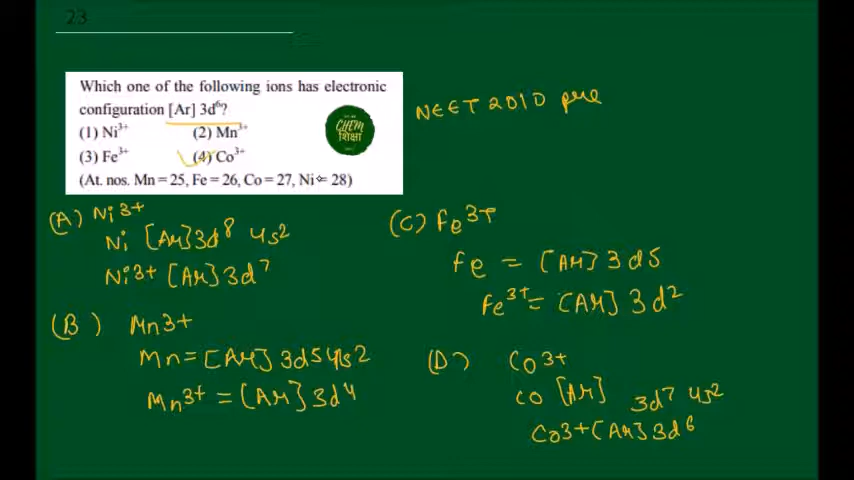 23
Which one of the following ions has electronic
configuration [Ar] 3d⁶?
(1) Ni³⁺ (2) Mn³⁺
(3) Fe³⁺ (4) Co³⁺
(At. nos. Mn = 25, Fe = 26, Co = 27, Ni = 28)
CHEM
शिक्षा
NEET 2010 pre
(A) Ni3+
Ni [Ar] 3d8 4s2
Ni3+ [Ar] 3d7
(B) Mn3+
Mn = [Ar] 3d5 4s2
Mn3+ = [Ar] 3d4
(C) Fe3+
Fe = [Ar] 3d5
Fe3+ = [Ar] 3d2
(D) Co3+
Co [Ar] 3d7 4s2
Co3+ [Ar] 3d6